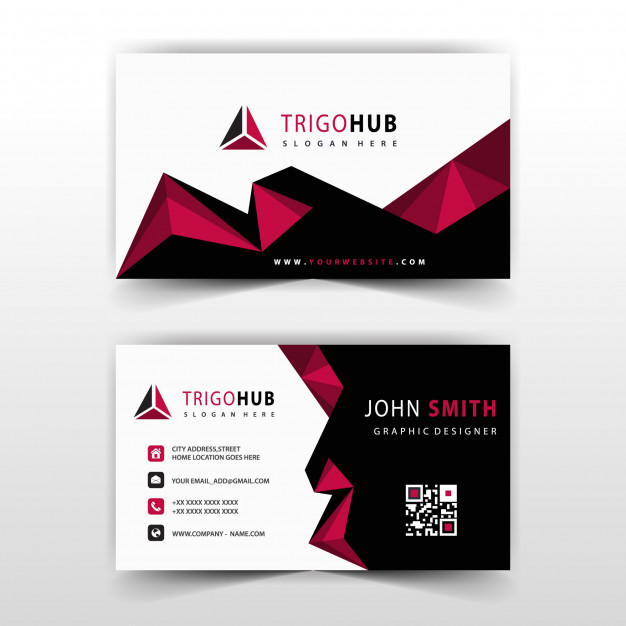 TRIGOHUB
SLOGAN HERE
WWW.YOURWEBSITE.COM
TRIGOHUB
SLOGAN HERE
CITY ADDRESS,STREET
HOME LOCATION GOES HERE
YOUR EMAIL_ADD@GMAIL.COM
+XX XXXX XXXX XXXX
+XX XXXX XXXX XXXX
WWW.COMPANY- NAME.COM
JOHN SMITH
GRAPHIC DESIGNER